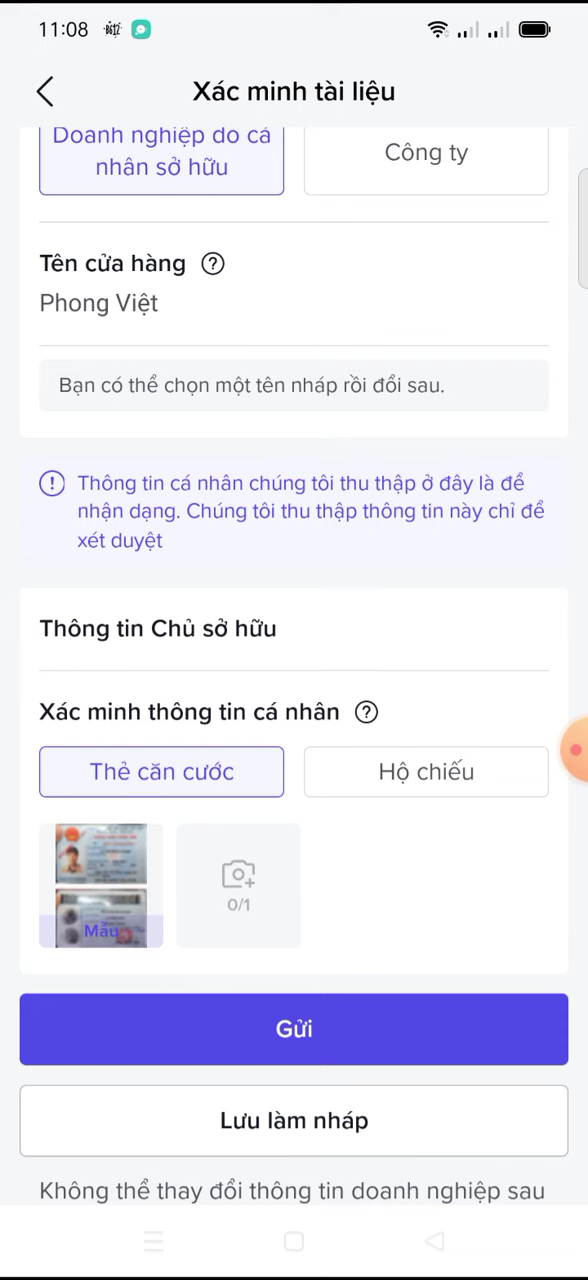 11:08
Xác minh tài liệu
Doanh nghiệp do cá
nhân sở hữu
Công ty
Tên cửa hàng
Phong Việt
Bạn có thể chọn một tên nháp rồi đổi sau.
Thông tin cá nhân chúng tôi thu thập ở đây là để
nhận dạng. Chúng tôi thu thập thông tin này chỉ để
xét duyệt
Thông tin Chủ sở hữu
Xác minh thông tin cá nhân
Thẻ căn cước
Hộ chiếu
Mẫu
0/1
Gửi
Lưu làm nháp
Không thể thay đổi thông tin doanh nghiệp sau